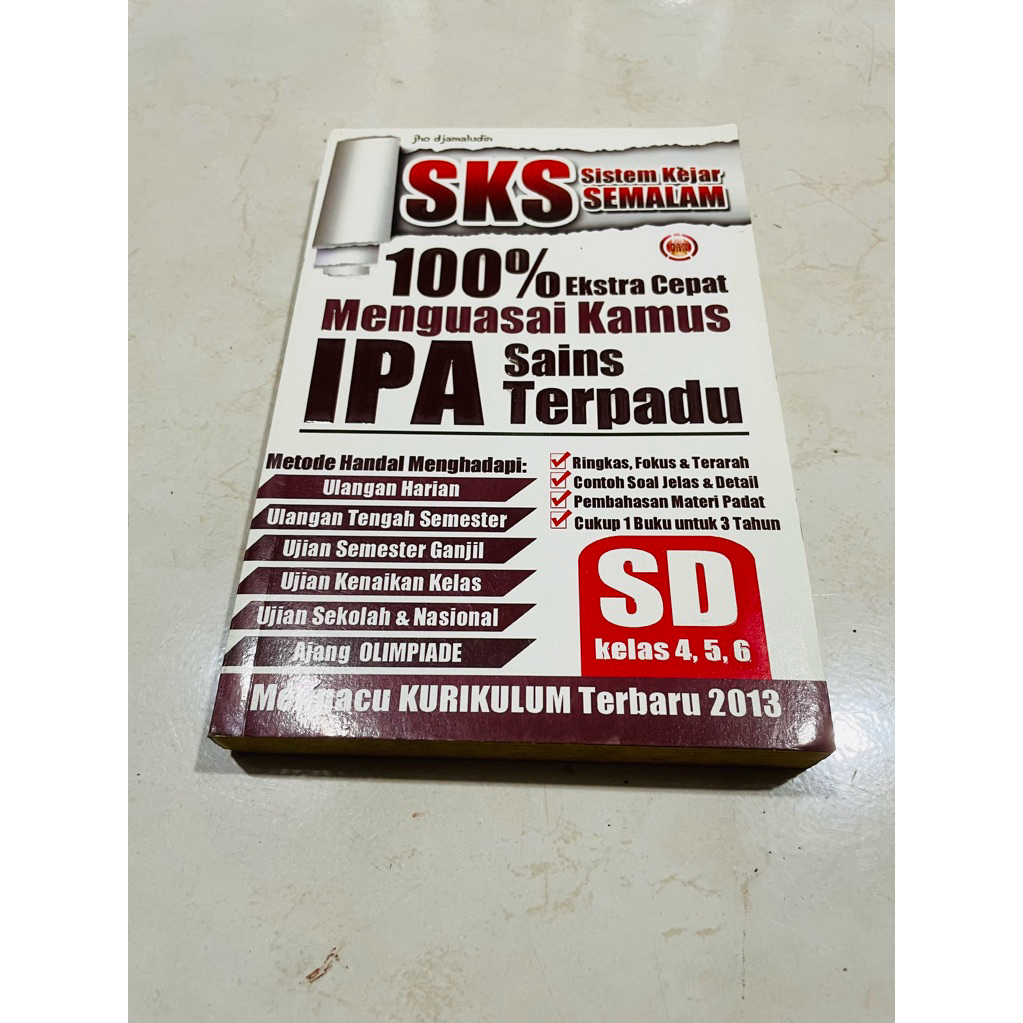 jho djamaludin
SKS Sistem Kejar
SEMALAM
100% Ekstra Cepat
Menguasai Kamus
IPA Sains
Terpadu
Metode Handal Menghadapi:
Ulangan Harian
Ulangan Tengah Semester
Ujian Semester Ganjil
Ujian Kenaikan Kelas
Ujian Sekolah & Nasional
Ajang OLIMPIADE
Ringkas, Fokus & Terarah
Contoh Soal Jelas & Detail
Pembahasan Materi Padat
Cukup 1 Buku untuk 3 Tahun
SD
kelas 4, 5, 6
Mengacu KURIKULUM Terbaru 2013